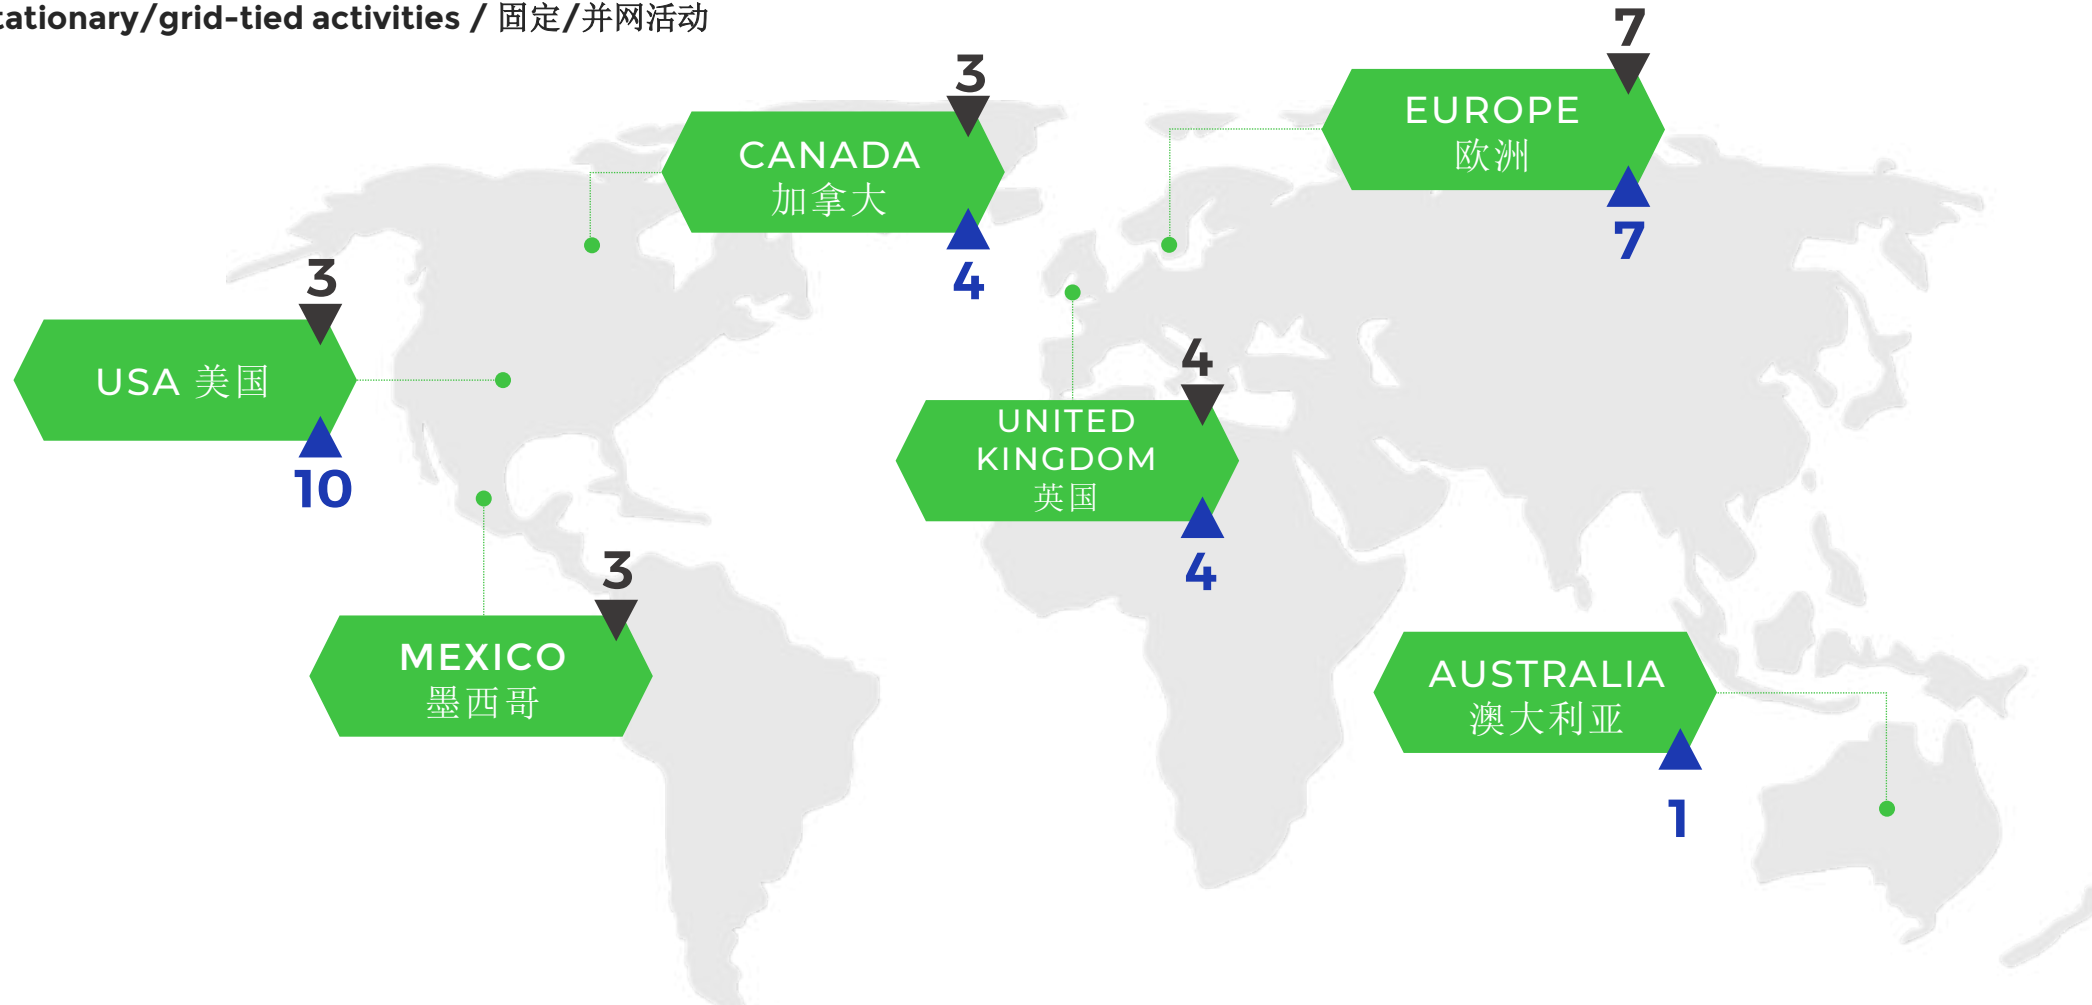 tationary/grid-tied activities / 固定/并网活动
7
EUROPE
欧洲
7
3
CANADA
加拿大
4
3
USA 美国
10
4
UNITED
KINGDOM
英国
4
3
MEXICO
墨西哥
AUSTRALIA
澳大利亚
1